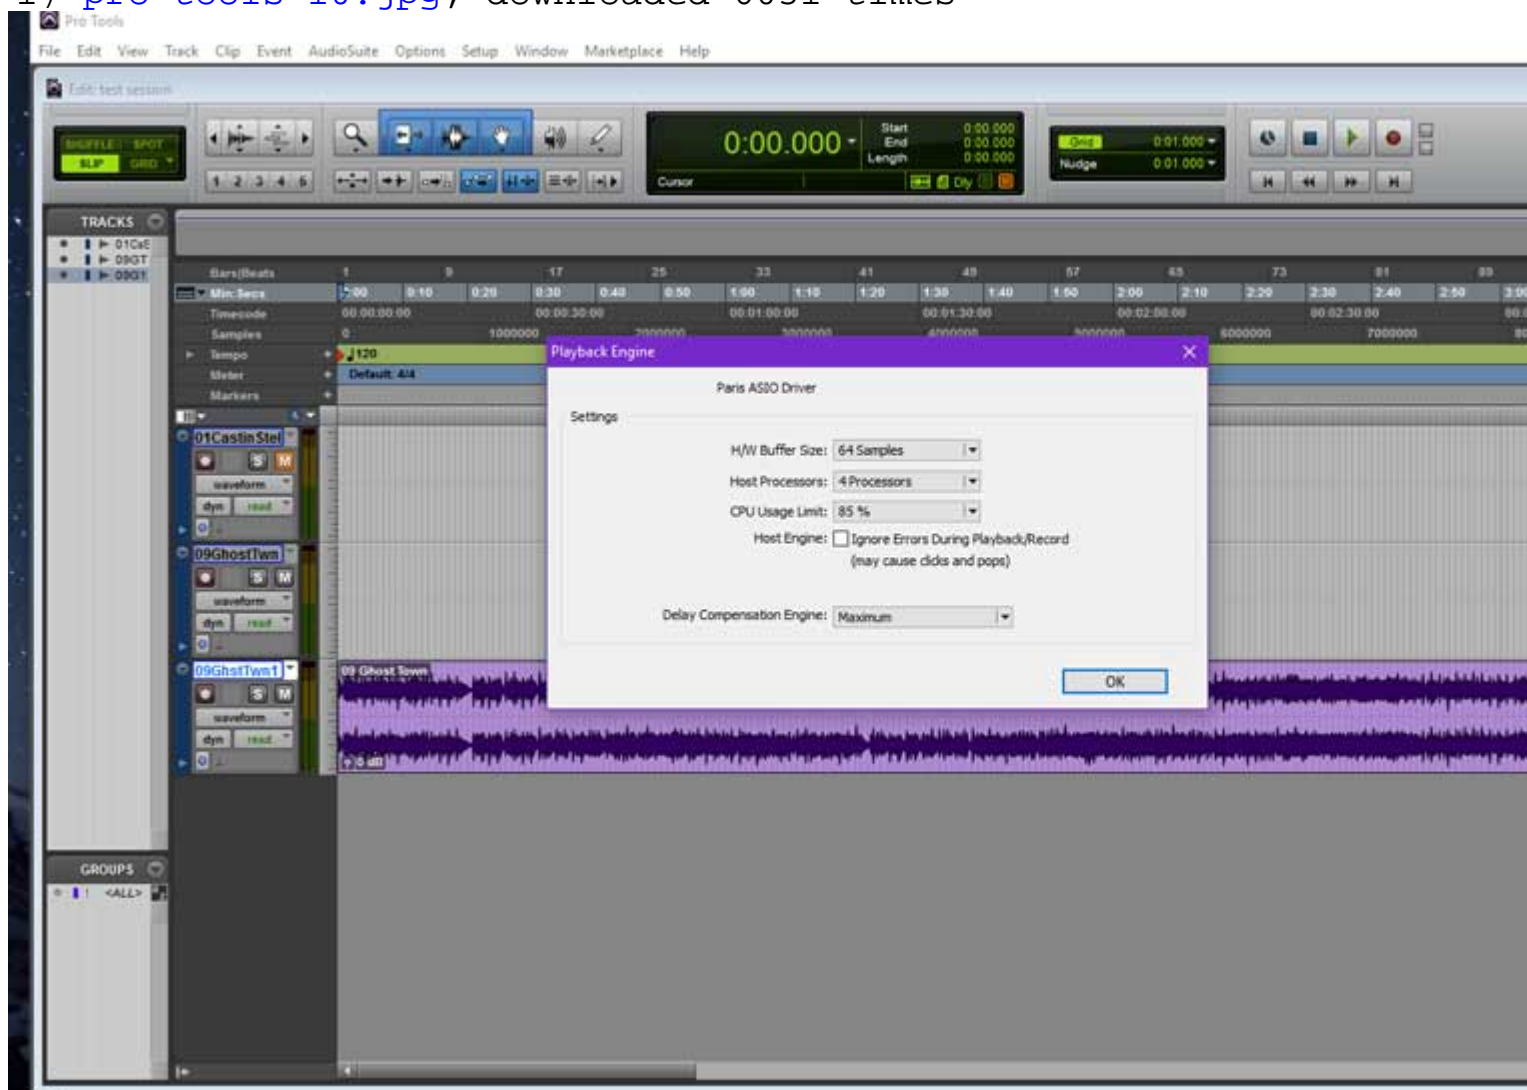 Pro Tools
File Edit View Track Clip Event AudioSuite Options Setup Window Marketplace Help
Edit: test session
SHUFFLE SPOT
SLIP GRID
1 2 3 4 5
0:00.000
Start 0:00.000
End 0:00.000
Length 0:00.000
Cursor
Dly
Grid 0:01.000
Nudge 0:01.000
TRACKS
01CsS
09GT
09GT
Bars|Beats 1 9 17 25 33 41 49 57 65 73 81 89
Min:Secs 0:00 0:10 0:20 0:30 0:40 0:50 1:00 1:10 1:20 1:30 1:40 1:50 2:00 2:10 2:20 2:30 2:40 2:50 3:00
Timecode 00:00:00:00 00:00:30:00 00:01:00:00 00:01:30:00 00:02:00:00 00:02:30:00
Samples 0 1000000 2000000 3000000 4000000 5000000 6000000 7000000
Tempo 120
Meter Default: 4/4
Markers
Playback Engine
Paris ASIO Driver
Settings
H/W Buffer Size: 64 Samples
Host Processors: 4 Processors
CPU Usage Limit: 85 %
Host Engine: Ignore Errors During Playback/Record
(may cause clicks and pops)
Delay Compensation Engine: Maximum
OK
01CastinStel
S M
waveform
dyn read
09GhostTwn
S M
waveform
dyn read
09GhstTwn1
S M
waveform
dyn read
09 Ghost Town
0 dB
GROUPS
! <ALL>